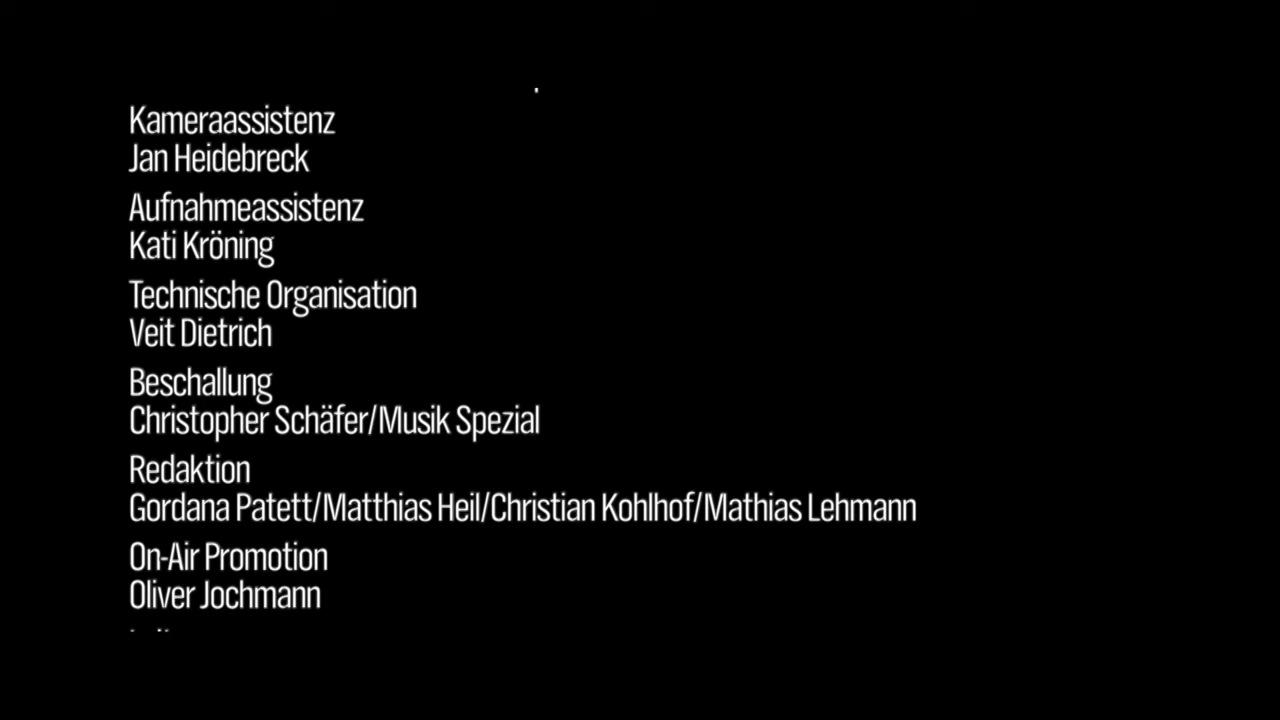 Kameraassistenz
Jan Heidebreck
Aufnahmeassistenz
Kati Kröning
Technische Organisation
Veit Dietrich
Beschallung
Christopher Schäfer/Musik Spezial
Redaktion
Gordana Patett/Matthias Heil/Christian Kohlhof/Mathias Lehmann
On-Air Promotion
Oliver Jochmann